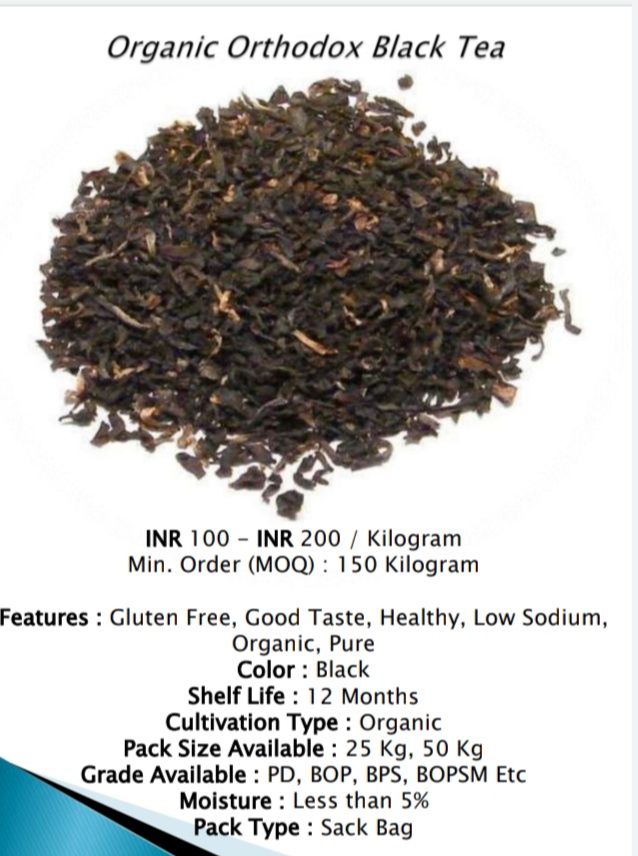 Organic Orthodox Black Tea
INR 100 – INR 200 / Kilogram
Min. Order (MOQ) : 150 Kilogram
Features : Gluten Free, Good Taste, Healthy, Low Sodium,
Organic, Pure
Color : Black
Shelf Life : 12 Months
Cultivation Type : Organic
Pack Size Available : 25 Kg, 50 Kg
Grade Available : PD, BOP, BPS, BOPSM Etc
Moisture : Less than 5%
Pack Type : Sack Bag